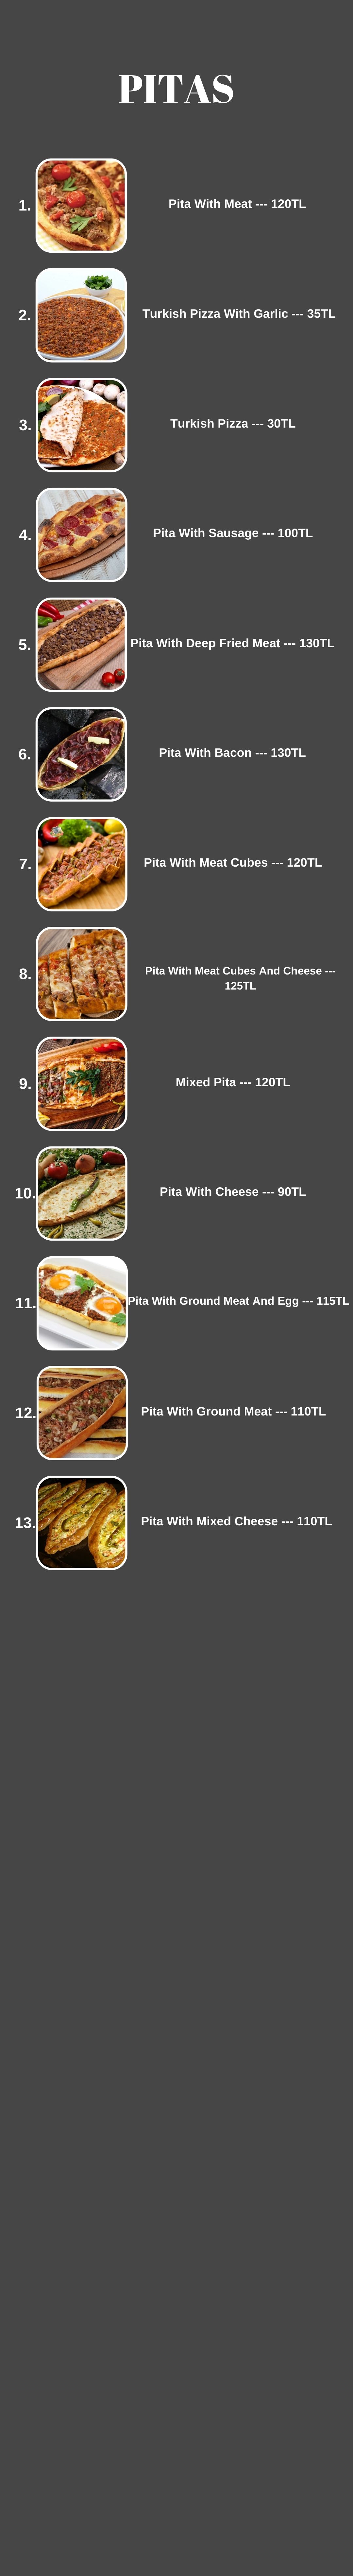 PITAS
1. Pita With Meat --- 120TL
2. Turkish Pizza With Garlic --- 35TL
3. Turkish Pizza --- 30TL
4. Pita With Sausage --- 100TL
5. Pita With Deep Fried Meat --- 130TL
6. Pita With Bacon --- 130TL
7. Pita With Meat Cubes --- 120TL
8. Pita With Meat Cubes And Cheese ---
125TL
9. Mixed Pita --- 120TL
10. Pita With Cheese --- 90TL
11. Pita With Ground Meat And Egg --- 115TL
12. Pita With Ground Meat --- 110TL
13. Pita With Mixed Cheese --- 110TL